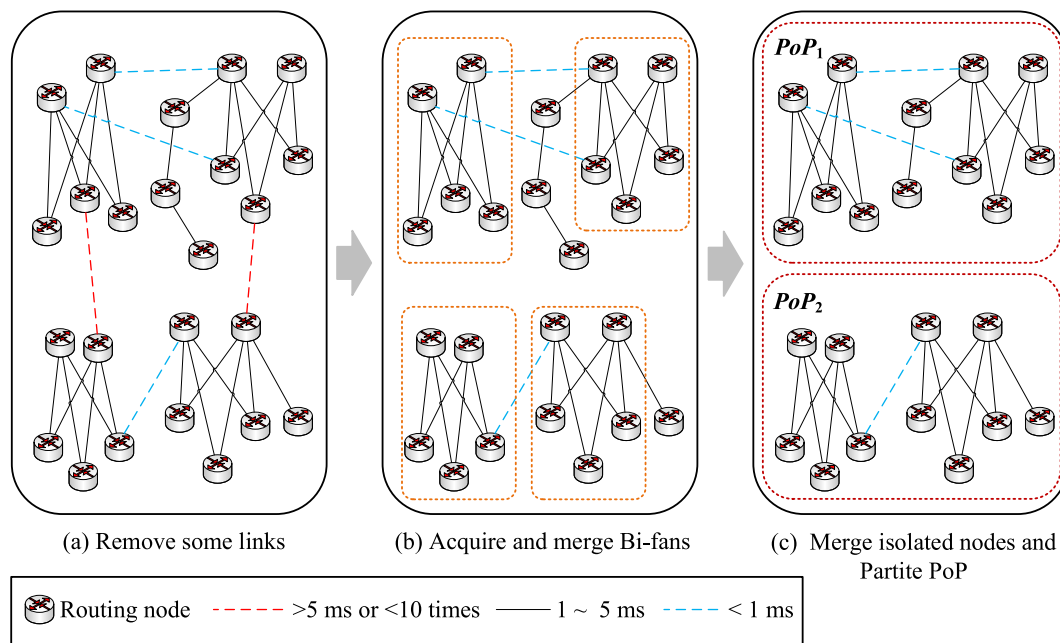 PoP1
PoP2
(a) Remove some links
(b) Acquire and merge Bi-fans
(c) Merge isolated nodes and
Partite PoP
Routing node
>5 ms or <10 times
1 ~ 5 ms
< 1 ms